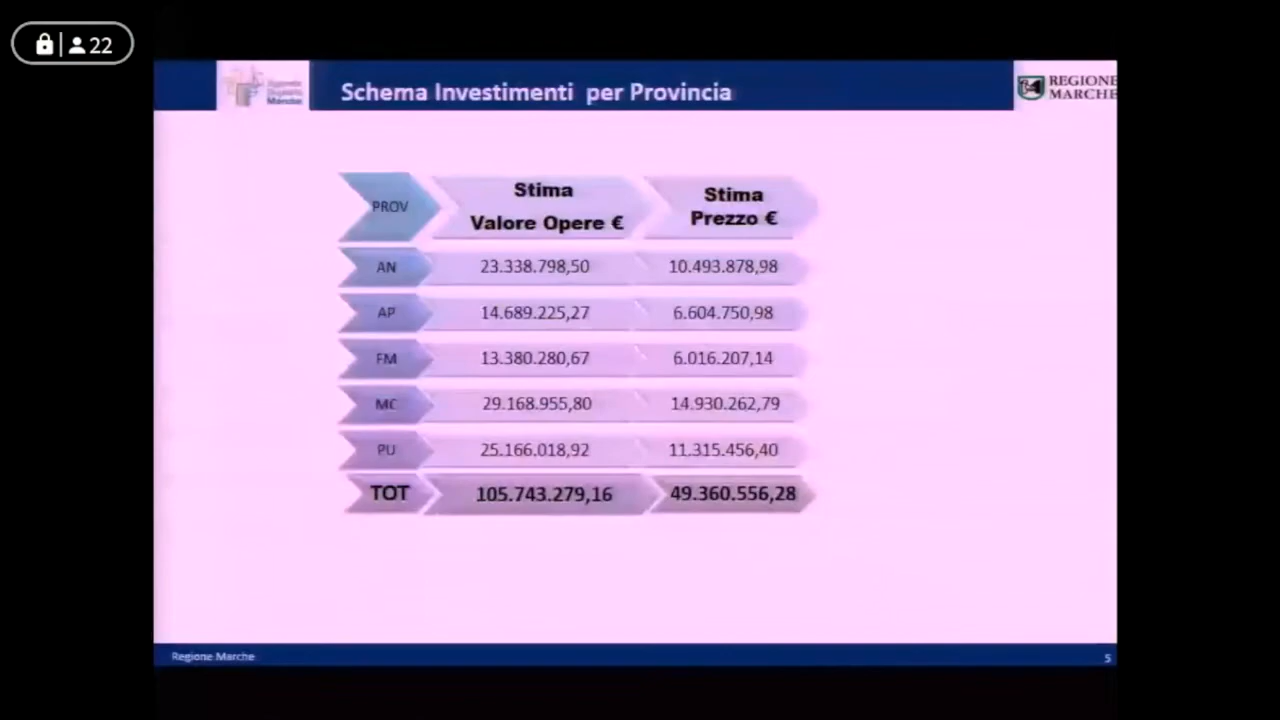 22
Schema Investimenti per Provincia
REGIONE
MARCHE
Marche
PROV
Stima
Valore Opere €
Stima
Prezzo €
AN 23.338.798,50 10.493.878,98
AP 14.689.225,27 6.604.750,98
FM 13.380.280,67 6.016.207,14
MC 29.168.955,80 14.930.262,79
PU 25.166.018,92 11.315.456,40
TOT 105.743.279,16 49.360.556,28
Regione Marche 5